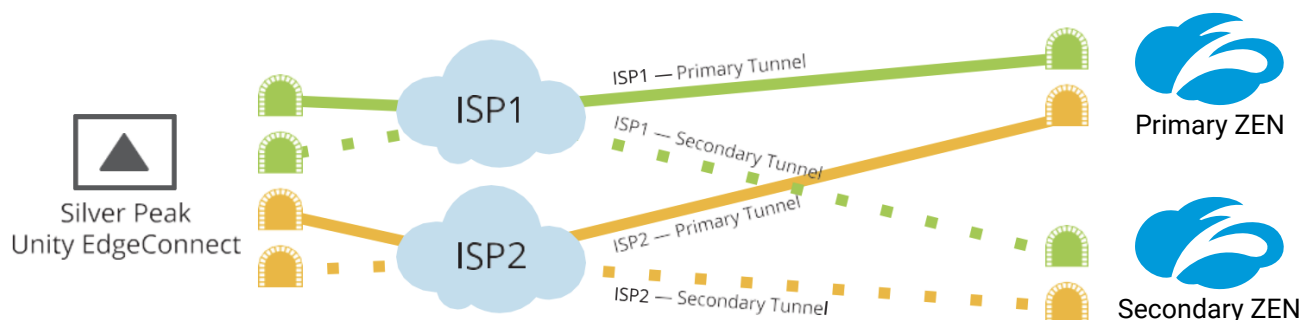 Silver Peak
Unity EdgeConnect
ISP1
ISP2
ISP1 — Primary Tunnel
ISP1 — Secondary Tunnel
ISP2 — Primary Tunnel
ISP2 — Secondary Tunnel
Primary ZEN
Secondary ZEN